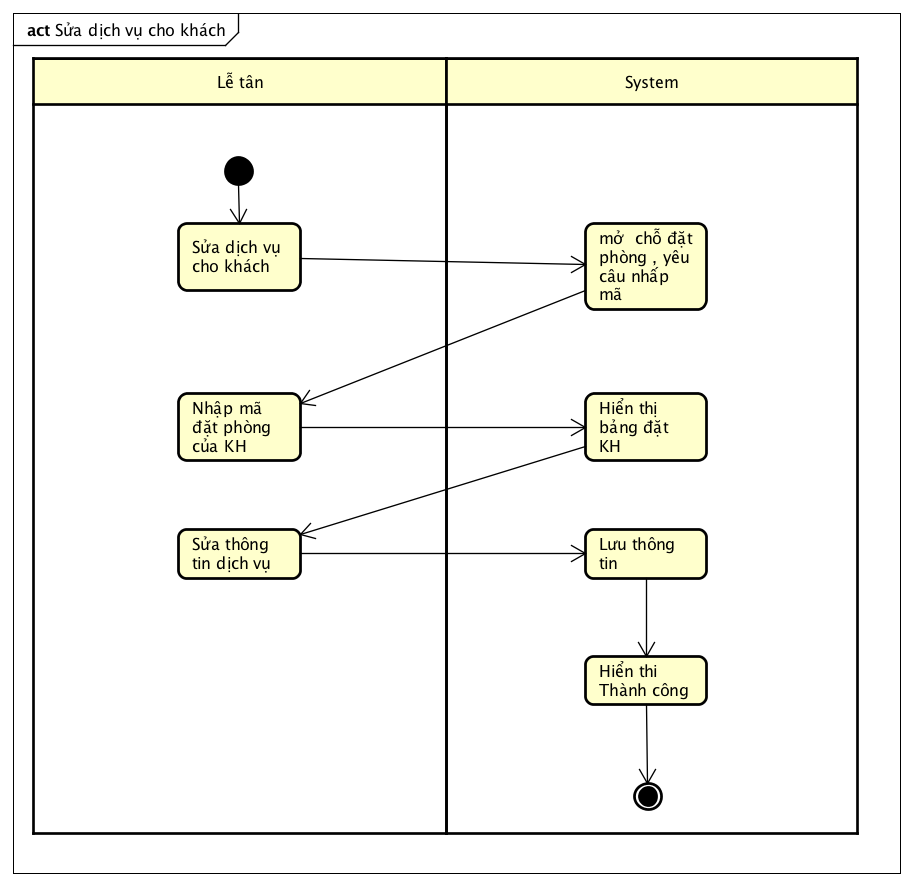 act Sửa dịch vụ cho khách
Lễ tân
System
Sửa dịch vụ
cho khách
mở chỗ đặt
phòng , yêu
câu nhấp
mã
Nhập mã
đặt phòng
của KH
Hiển thị
bảng đặt
KH
Sửa thông
tin dịch vụ
Lưu thông
tin
Hiển thi
Thành công